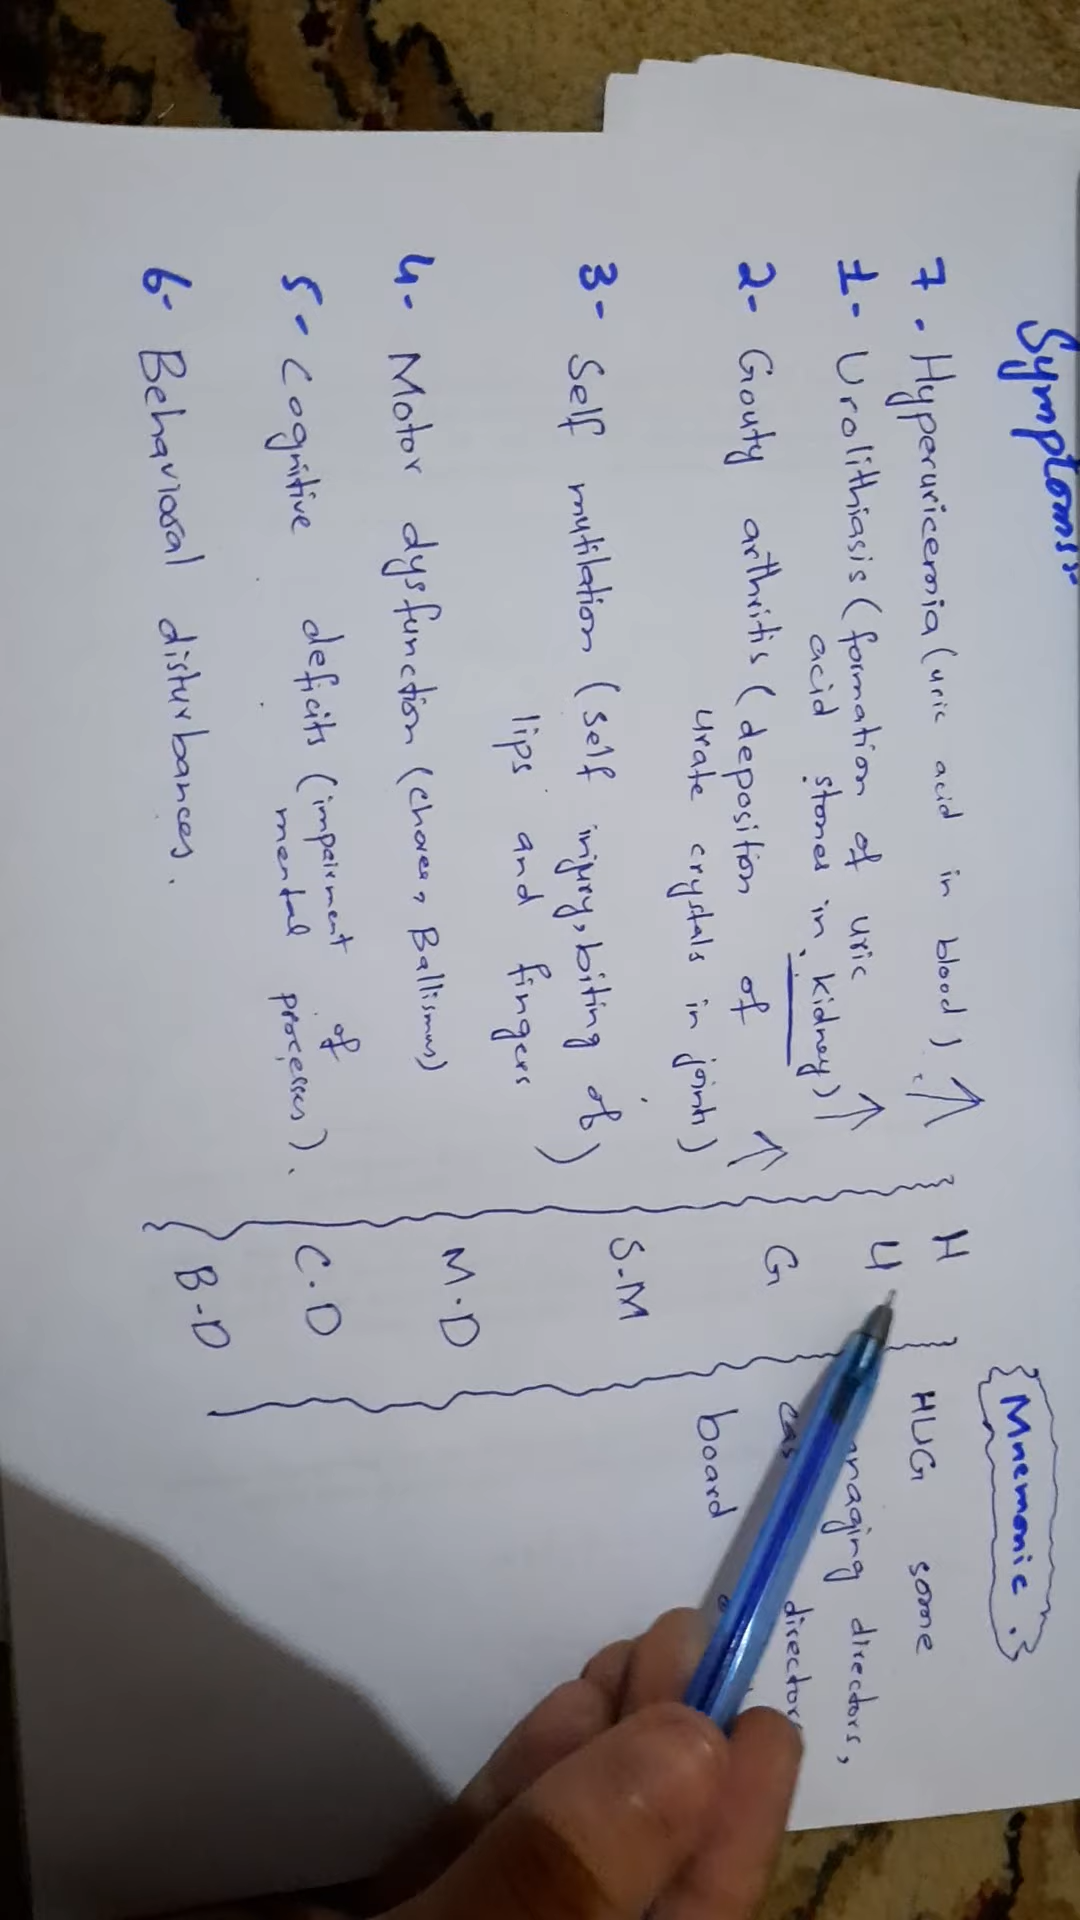 Symptoms:-
Mnemonic.
7- Hyperuricemia (uric acid in blood).
H
HUG some
1- Urolithiasis (formation of uric
acid stones in kidney)
U
directors,
2- Gouty arthritis (deposition of
urate crystals in joints)
G
directors
board
3- Self mutilation (self injury, biting of
lips and fingers)
S.M
4- Motor dysfunction (chorea, Ballismus)
M.D
5- Cognitive deficits (impairment of
mental processes).
C.D
6- Behavioral disturbances.
B-D